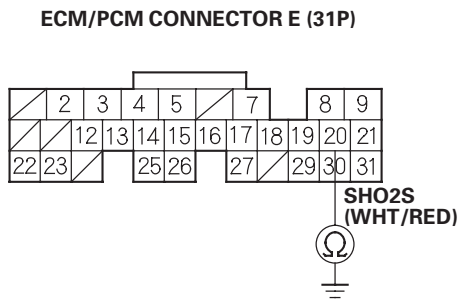 ECM/PCM CONNECTOR E (31P)
2 3 4 5 7 8 9
12 13 14 15 16 17 18 19 20 21
22 23 25 26 27 29 30 31
SHO2S
(WHT/RED)
Ω